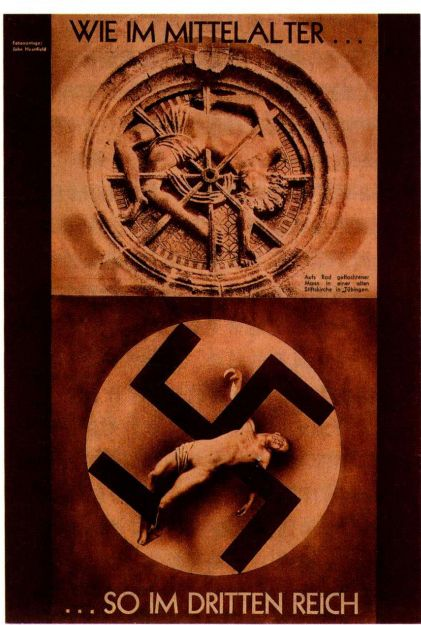 WIE IM MITTELALTER ...
Fotomontage:
John Heartfield
Aufs Rad geflochtener
Mann in einer alten
Stiftskirche in Tübingen.
... SO IM DRITTEN REICH